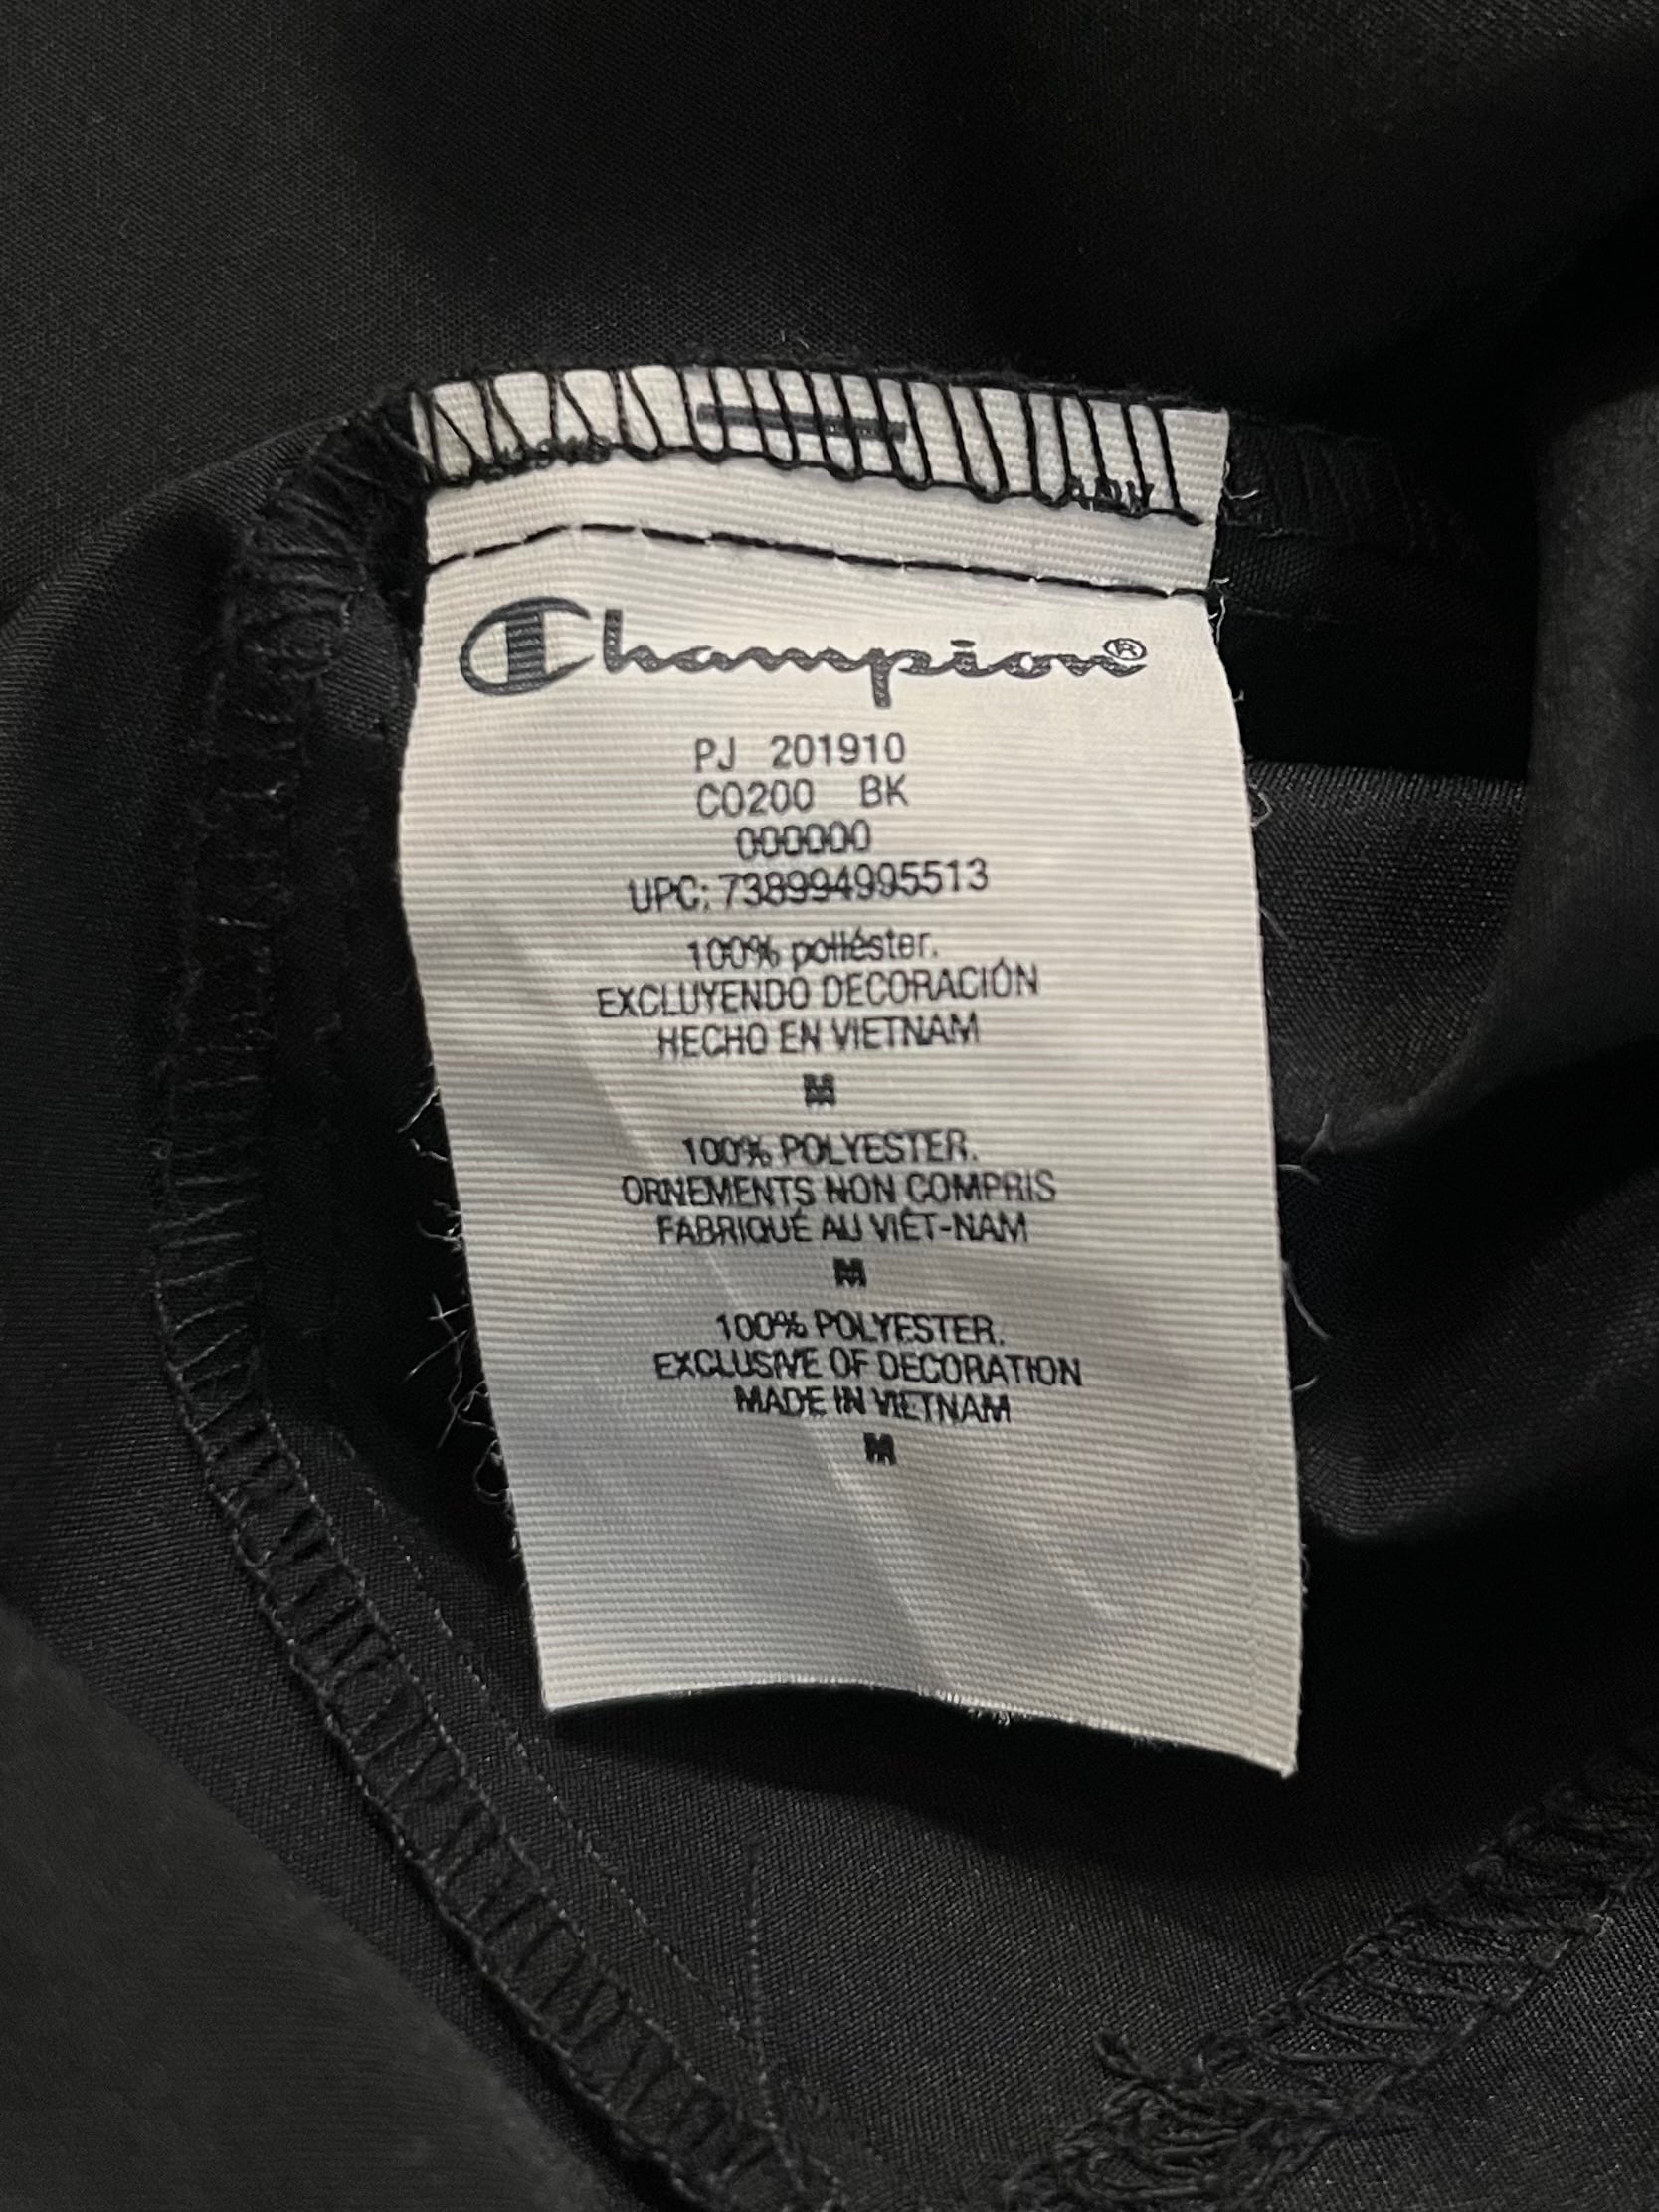 Champion®
PJ 201910
CO200 BK
000000
UPC: 738994995513
100% poliéster.
EXCLUYENDO DECORACIÓN
HECHO EN VIETNAM
M
100% POLYESTER.
ORNEMENTS NON COMPRIS
FABRIQUÉ AU VIÊT-NAM
M
100% POLYESTER.
EXCLUSIVE OF DECORATION
MADE IN VIETNAM
M